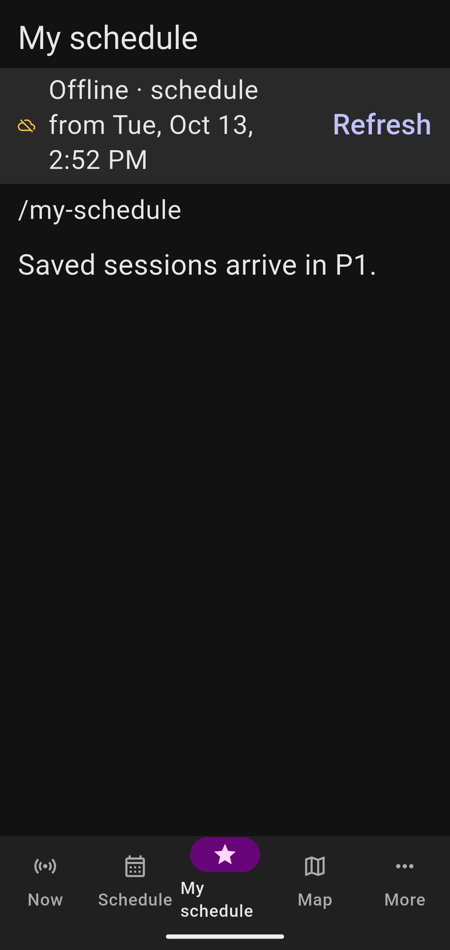 My schedule
Offline · schedule
from Tue, Oct 13,
2:52 PM
Refresh
/my-schedule
Saved sessions arrive in P1.
Now
Schedule
My
schedule
Map
More